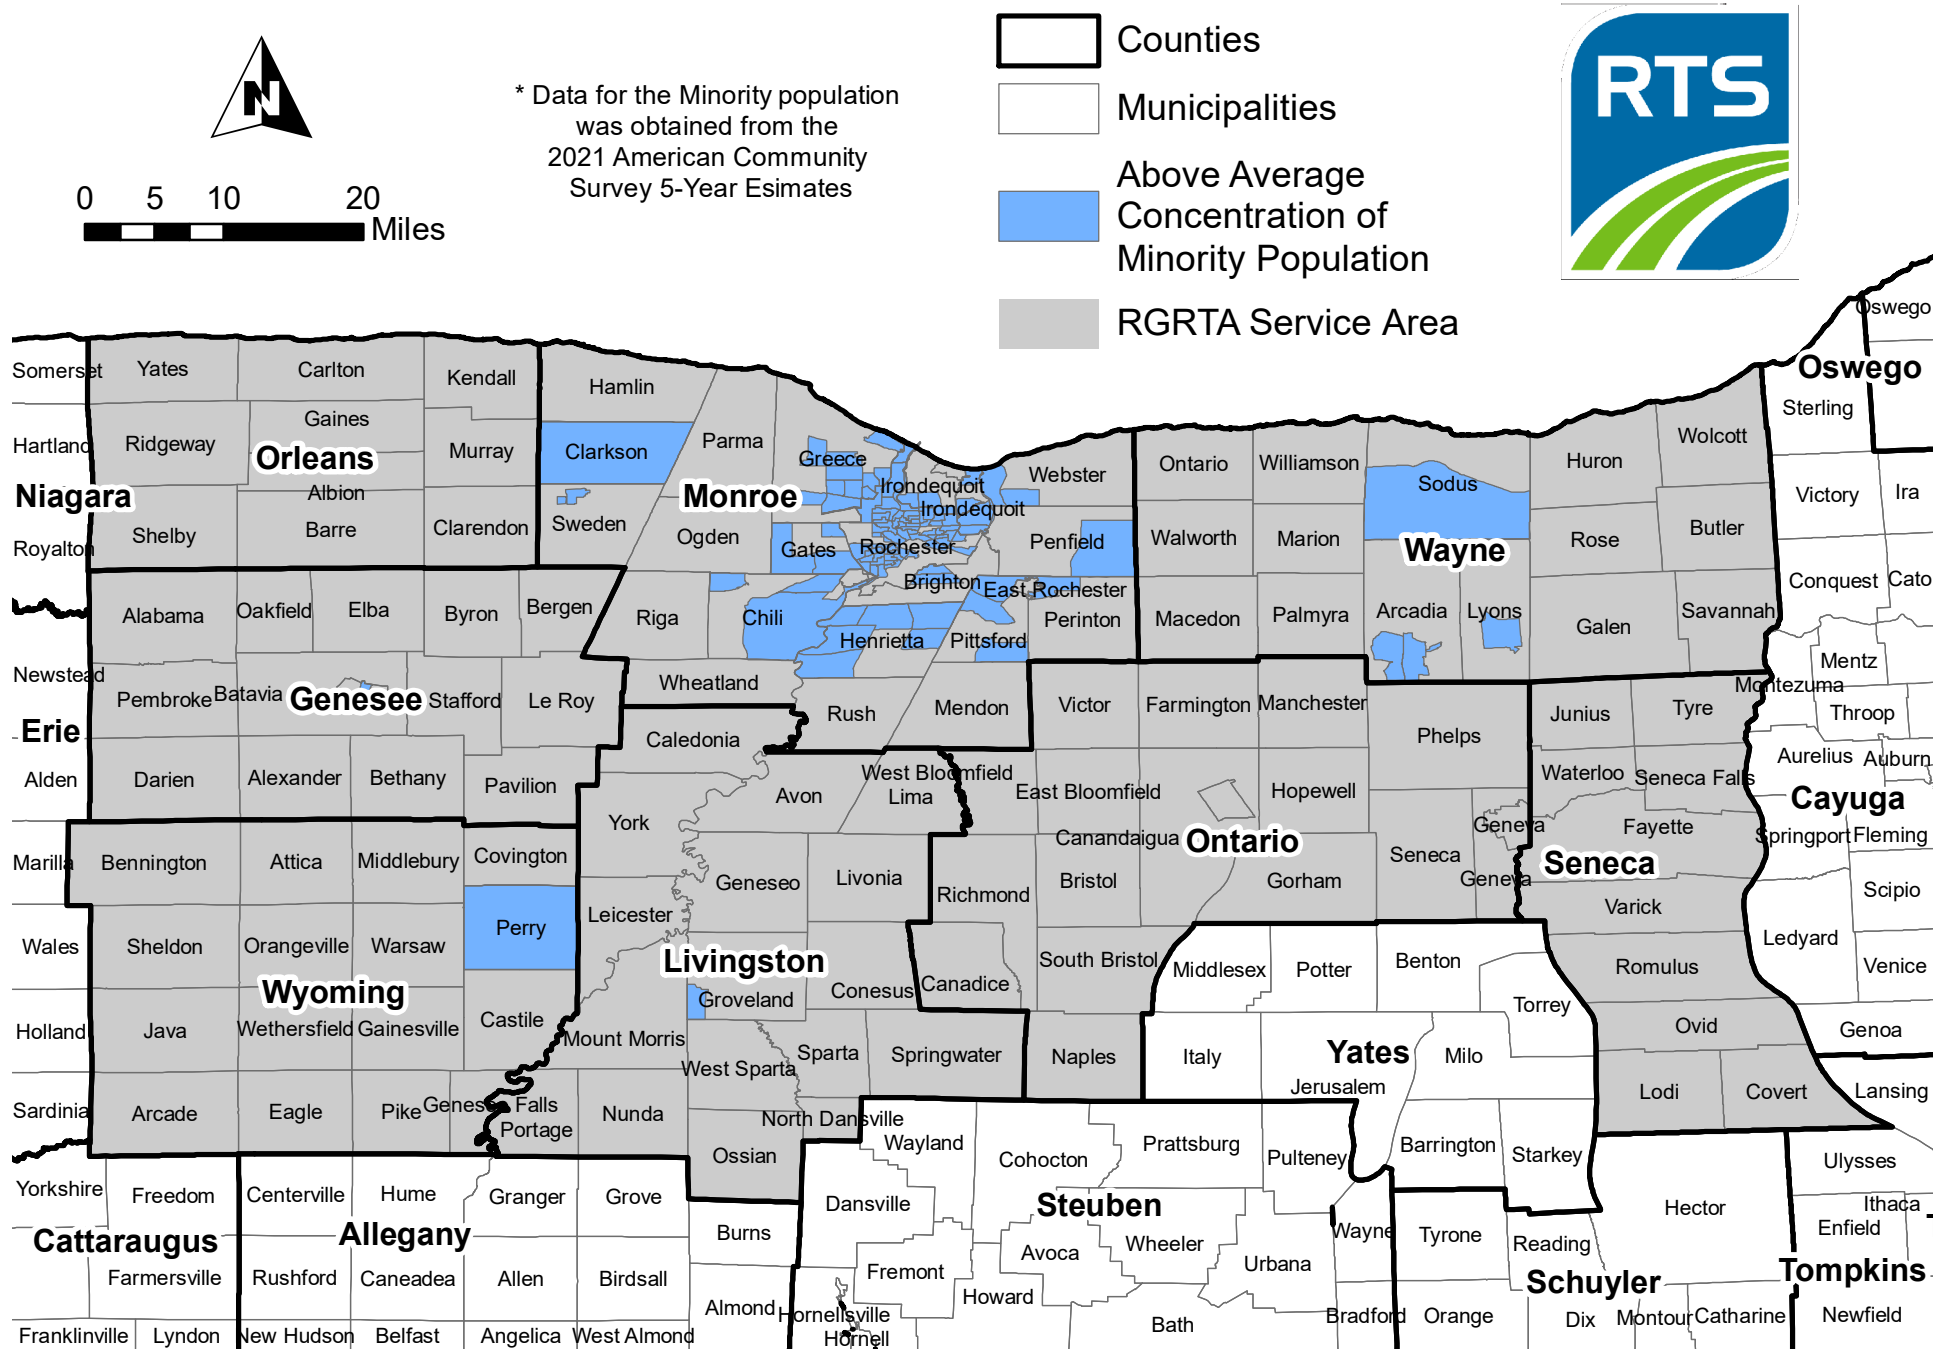 Counties
Municipalities
Above Average
Concentration of
Minority Population
RGRTA Service Area
RTS
N
* Data for the Minority population
was obtained from the
2021 American Community
Survey 5-Year Esimates
0 5 10 20
Miles
Oswego
Somerset
Yates
Carlton
Kendall
Hamlin
Oswego
Sterling
Hartland
Ridgeway
Gaines
Orleans
Murray
Clarkson
Parma
Greece
Webster
Ontario
Williamson
Huron
Wolcott
Niagara
Albion
Monroe
Irondequoit
Irondequoit
Sodus
Victory
Ira
Royalton
Shelby
Barre
Clarendon
Sweden
Ogden
Gates
Rochester
Penfield
Walworth
Marion
Wayne
Rose
Butler
Alabama
Oakfield
Elba
Byron
Bergen
Riga
Chili
Brighton
East Rochester
Perinton
Macedon
Palmyra
Arcadia
Lyons
Galen
Savannah
Conquest
Cato
Henrietta
Pittsford
Newstead
Pembroke
Batavia
Genesee
Stafford
Le Roy
Wheatland
Rush
Mendon
Victor
Farmington
Manchester
Phelps
Junius
Tyre
Mentz
Montezuma
Throop
Erie
Alden
Darien
Alexander
Bethany
Pavilion
Caledonia
Avon
West Bloomfield
Lima
East Bloomfield
Hopewell
Waterloo
Seneca Falls
Aurelius
Auburn
Cayuga
York
Canandaigua
Ontario
Geneva
Fayette
Springport
Fleming
Marilla
Bennington
Attica
Middlebury
Covington
Geneseo
Livonia
Richmond
Bristol
Gorham
Seneca
Geneva
Seneca
Scipio
Wales
Sheldon
Orangeville
Warsaw
Perry
Leicester
Varick
Ledyard
Venice
Wyoming
Livingston
Groveland
Conesus
Canadice
South Bristol
Middlesex
Potter
Benton
Torrey
Romulus
Holland
Java
Wethersfield
Gainesville
Castile
Mount Morris
Sparta
Springwater
Naples
Italy
Yates
Milo
Jerusalem
Ovid
Genoa
West Sparta
Sardinia
Arcade
Eagle
Pike
Falls
Portage
Nunda
North Dansville
Ossian
Wayland
Cohocton
Prattsburg
Pulteney
Barrington
Starkey
Lodi
Covert
Lansing
Ulysses
Yorkshire
Freedom
Centerville
Hume
Granger
Grove
Dansville
Steuben
Hector
Ithaca
Enfield
Cattaraugus
Allegany
Burns
Avoca
Wheeler
Urbana
Wayne
Tyrone
Reading
Farmersville
Rushford
Caneadea
Allen
Birdsall
Almond
Fremont
Howard
Schuyler
Tompkins
Hornellsville
Hornell
Bath
Bradford
Orange
Dix
Montour
Catharine
Newfield
Franklinville
Lyndon
New Hudson
Belfast
Angelica
West Almond